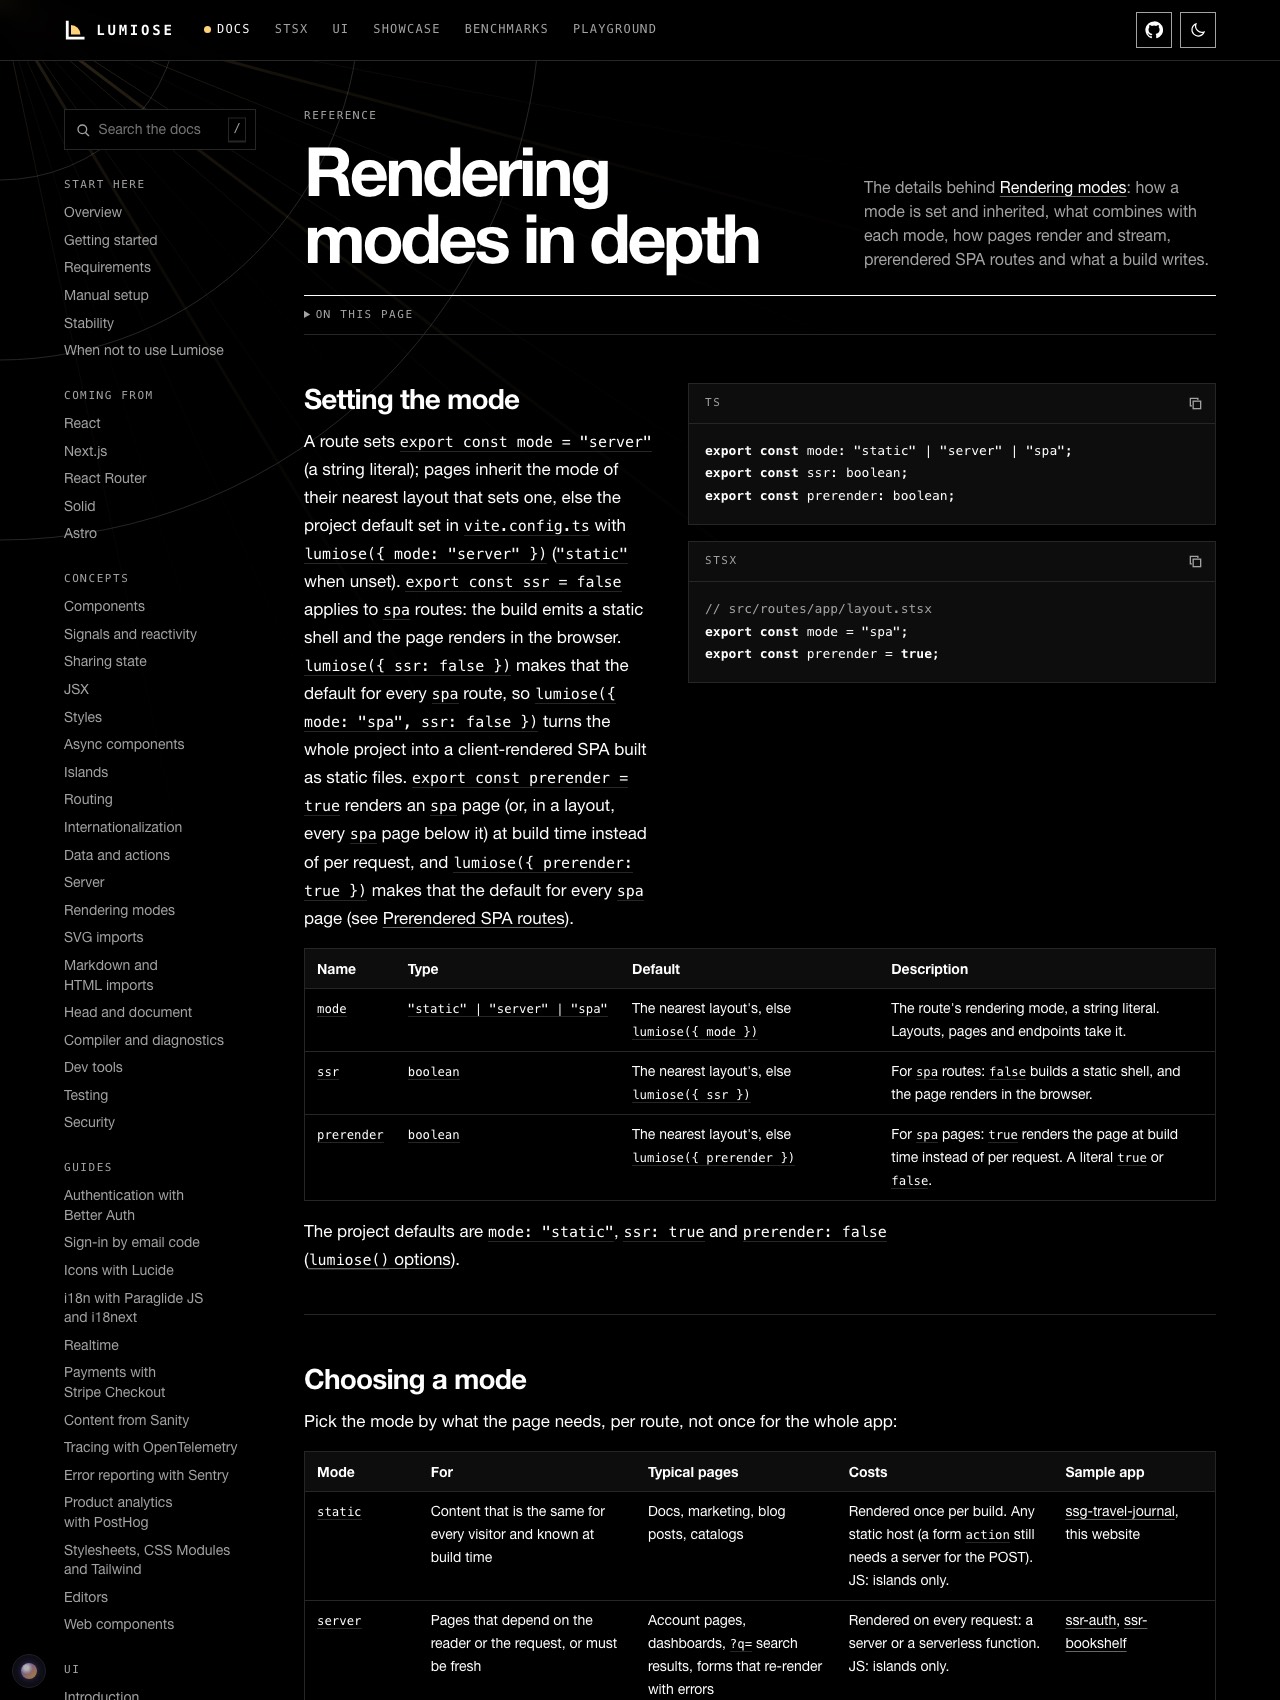 LUMIOSE
DOCS STSX UI SHOWCASE BENCHMARKS PLAYGROUND
Search the docs /
START HERE
Overview
Getting started
Requirements
Manual setup
Stability
When not to use Lumiose
COMING FROM
React
Next.js
React Router
Solid
Astro
CONCEPTS
Components
Signals and reactivity
Sharing state
JSX
Styles
Async components
Islands
Routing
Internationalization
Data and actions
Server
Rendering modes
SVG imports
Markdown and
HTML imports
Head and document
Compiler and diagnostics
Dev tools
Testing
Security
GUIDES
Authentication with
Better Auth
Sign-in by email code
Icons with Lucide
i18n with Paraglide JS
and i18next
Realtime
Payments with
Stripe Checkout
Content from Sanity
Tracing with OpenTelemetry
Error reporting with Sentry
Product analytics
with PostHog
Stylesheets, CSS Modules
and Tailwind
Editors
Web components
UI
Introduction
REFERENCE
Rendering
modes in depth
The details behind Rendering modes: how a
mode is set and inherited, what combines with
each mode, how pages render and stream,
prerendered SPA routes and what a build writes.
ON THIS PAGE
Setting the mode
A route sets export const mode = "server"
(a string literal); pages inherit the mode of
their nearest layout that sets one, else the
project default set in vite.config.ts with
lumiose({ mode: "server" }) ("static"
when unset). export const ssr = false
applies to spa routes: the build emits a static
shell and the page renders in the browser.
lumiose({ ssr: false }) makes that the
default for every spa route, so lumiose({
mode: "spa", ssr: false }) turns the
whole project into a client-rendered SPA built
as static files. export const prerender =
true renders an spa page (or, in a layout,
every spa page below it) at build time instead
of per request, and lumiose({ prerender:
true }) makes that the default for every spa
page (see Prerendered SPA routes).
TS
export const mode: "static" | "server" | "spa";
export const ssr: boolean;
export const prerender: boolean;
STSX
// src/routes/app/layout.stsx
export const mode = "spa";
export const prerender = true;
Name Type Default Description
mode "static" | "server" | "spa" The nearest layout's, else The route's rendering mode, a string literal.
lumiose({ mode }) Layouts, pages and endpoints take it.
ssr boolean The nearest layout's, else For spa routes: false builds a static shell, and
lumiose({ ssr }) the page renders in the browser.
prerender boolean The nearest layout's, else For spa pages: true renders the page at build
lumiose({ prerender }) time instead of per request. A literal true or
false.
The project defaults are mode: "static", ssr: true and prerender: false
(lumiose() options).
Choosing a mode
Pick the mode by what the page needs, per route, not once for the whole app:
Mode For Typical pages Costs Sample app
static Content that is the same for Docs, marketing, blog Rendered once per build. Any ssg-travel-journal,
every visitor and known at posts, catalogs static host (a form action still this website
build time needs a server for the POST).
JS: islands only.
server Pages that depend on the Account pages, Rendered on every request: a ssr-auth, ssr-
reader or the request, or must dashboards, ?q= search server or a serverless function. bookshelf
be fresh results, forms that re-render JS: islands only.
with errors